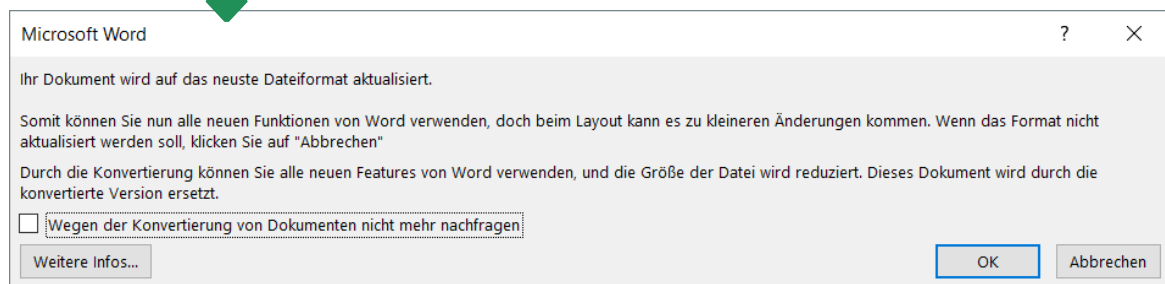 Microsoft Word
?
Ihr Dokument wird auf das neuste Dateiformat aktualisiert.
Somit können Sie nun alle neuen Funktionen von Word verwenden, doch beim Layout kann es zu kleineren Änderungen kommen. Wenn das Format nicht
aktualisiert werden soll, klicken Sie auf "Abbrechen"
Durch die Konvertierung können Sie alle neuen Features von Word verwenden, und die Größe der Datei wird reduziert. Dieses Dokument wird durch die
konvertierte Version ersetzt.
Wegen der Konvertierung von Dokumenten nicht mehr nachfragen
Weitere Infos... OK Abbrechen